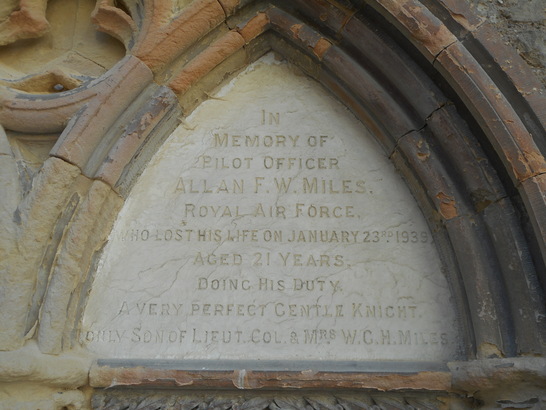 IN
MEMORY OF
PILOT OFFICER
ALLAN F.W. MILES.
ROYAL AIR FORCE.
WHO LOST HIS LIFE ON JANUARY 23RD 1939.
AGED 21 YEARS.
DOING HIS DUTY.
A VERY PERFECT GENTLE KNIGHT.
ONLY SON OF LIEUT. COL. & MRS W.C.H. MILES